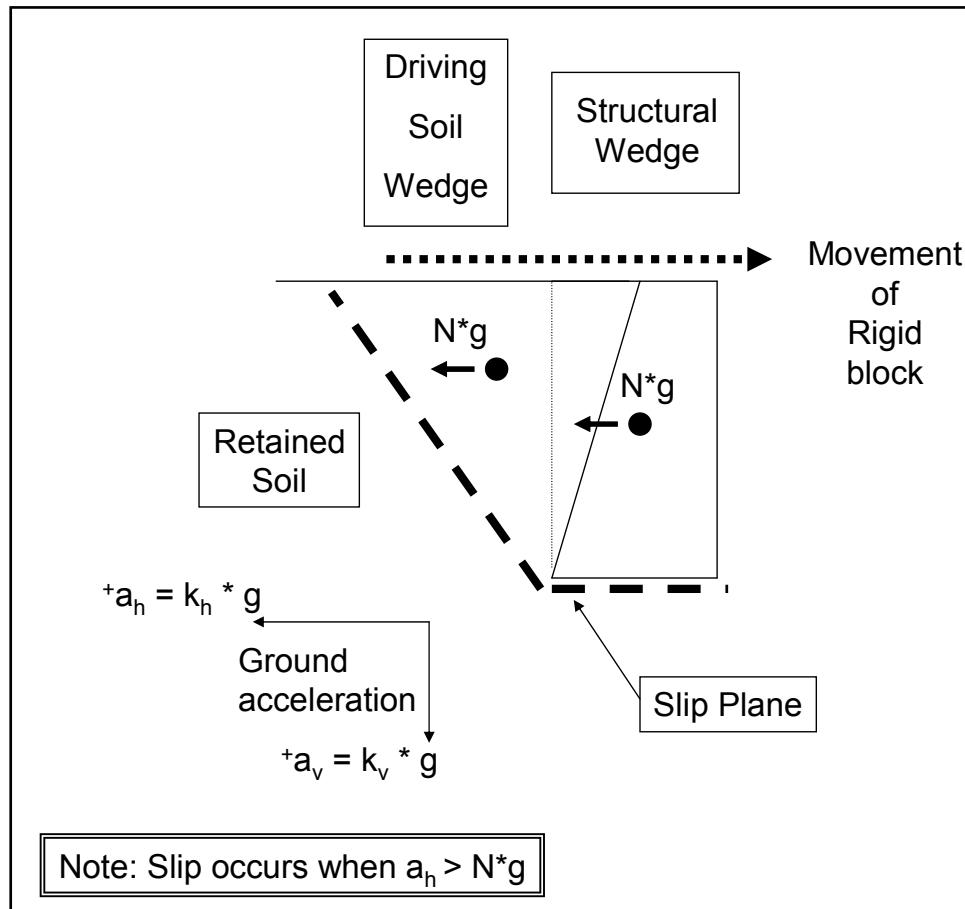 Driving
Soil
Wedge
Structural
Wedge
Movement
of
Rigid
block
N*g
N*g
Retained
Soil
+aₕ = kₕ * g
Ground
acceleration
+aᵥ = kᵥ * g
Slip Plane
Note: Slip occurs when aₕ > N*g